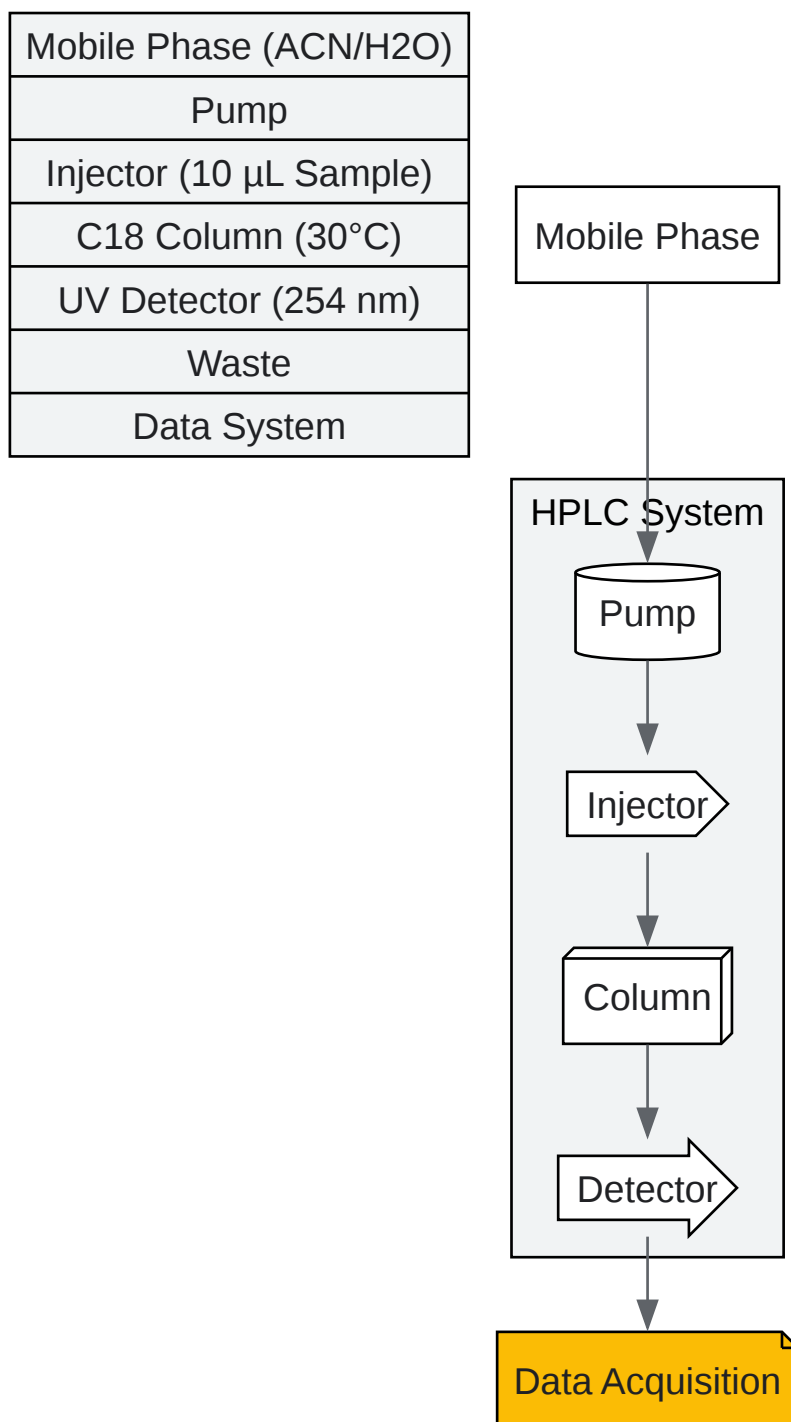 Mobile Phase (ACN/H2O)
Pump
Injector (10 µL Sample)
C18 Column (30°C)
UV Detector (254 nm)
Waste
Data System
Mobile Phase
HPLC System
Pump
Injector
Column
Detector
Data Acquisition